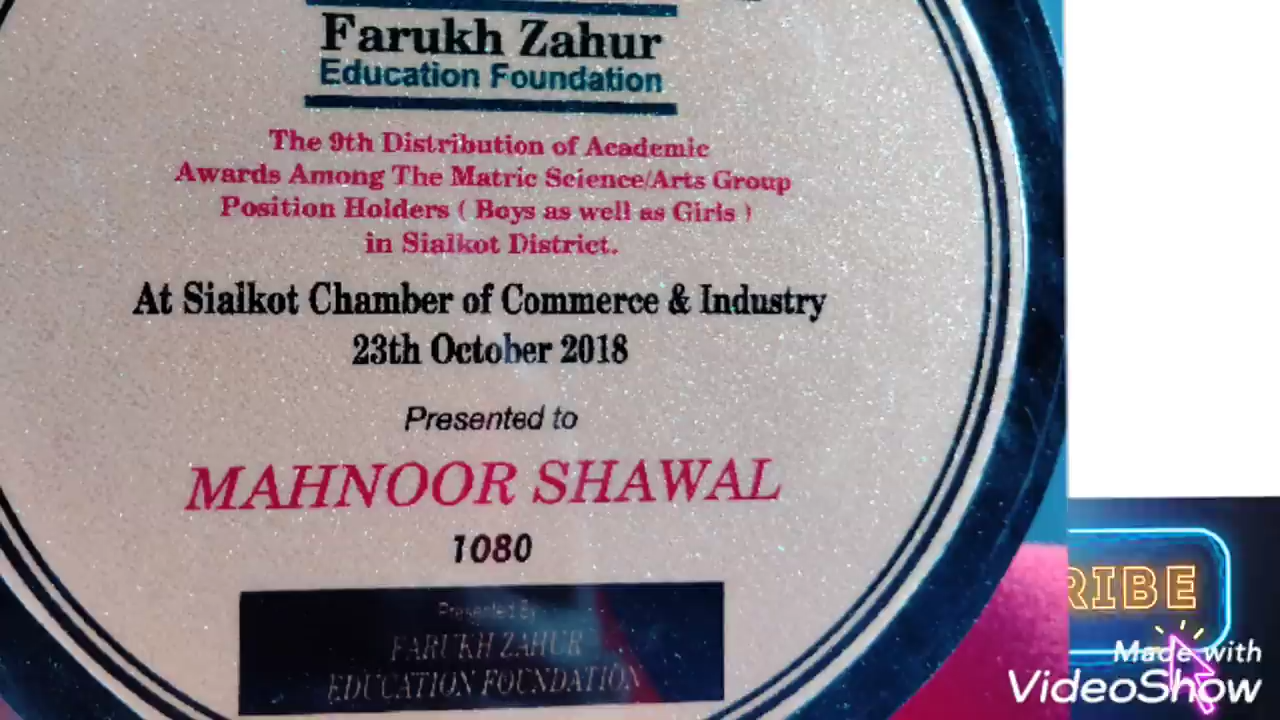 Farukh Zahur
Education Foundation
The 9th Distribution of Academic
Awards Among The Matric Science/Arts Group
Position Holders ( Boys as well as Girls )
in Sialkot District.
At Sialkot Chamber of Commerce & Industry
23th October 2018
Presented to
MAHNOOR SHAWAL
1080
Presented By
FARUKH ZAHUR
EDUCATION FOUNDATION
RIBE
Made with
VideoShow